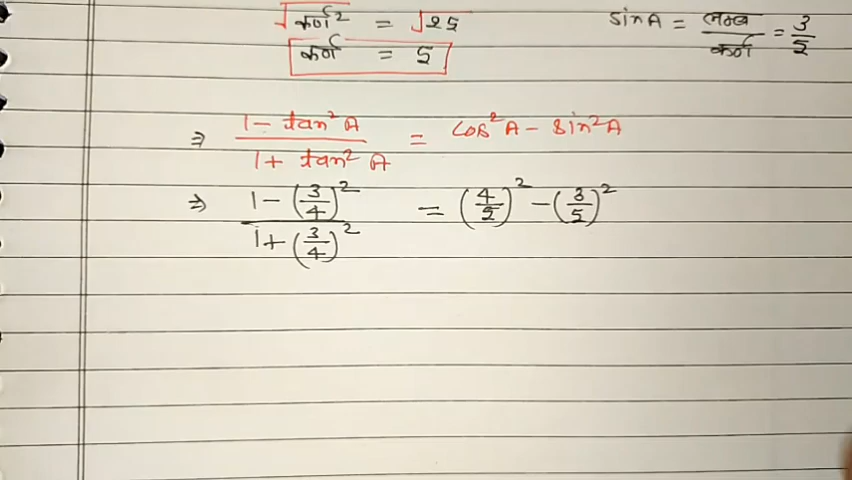 √कर्ण² = √25
कर्ण = 5
sinA = लम्ब/कर्ण = 3/5
⇒ (1 - tan²A)/(1 + tan²A) = cos²A - sin²A
⇒ (1 - (3/4)²)/(1 + (3/4)²) = (4/5)² - (3/5)²